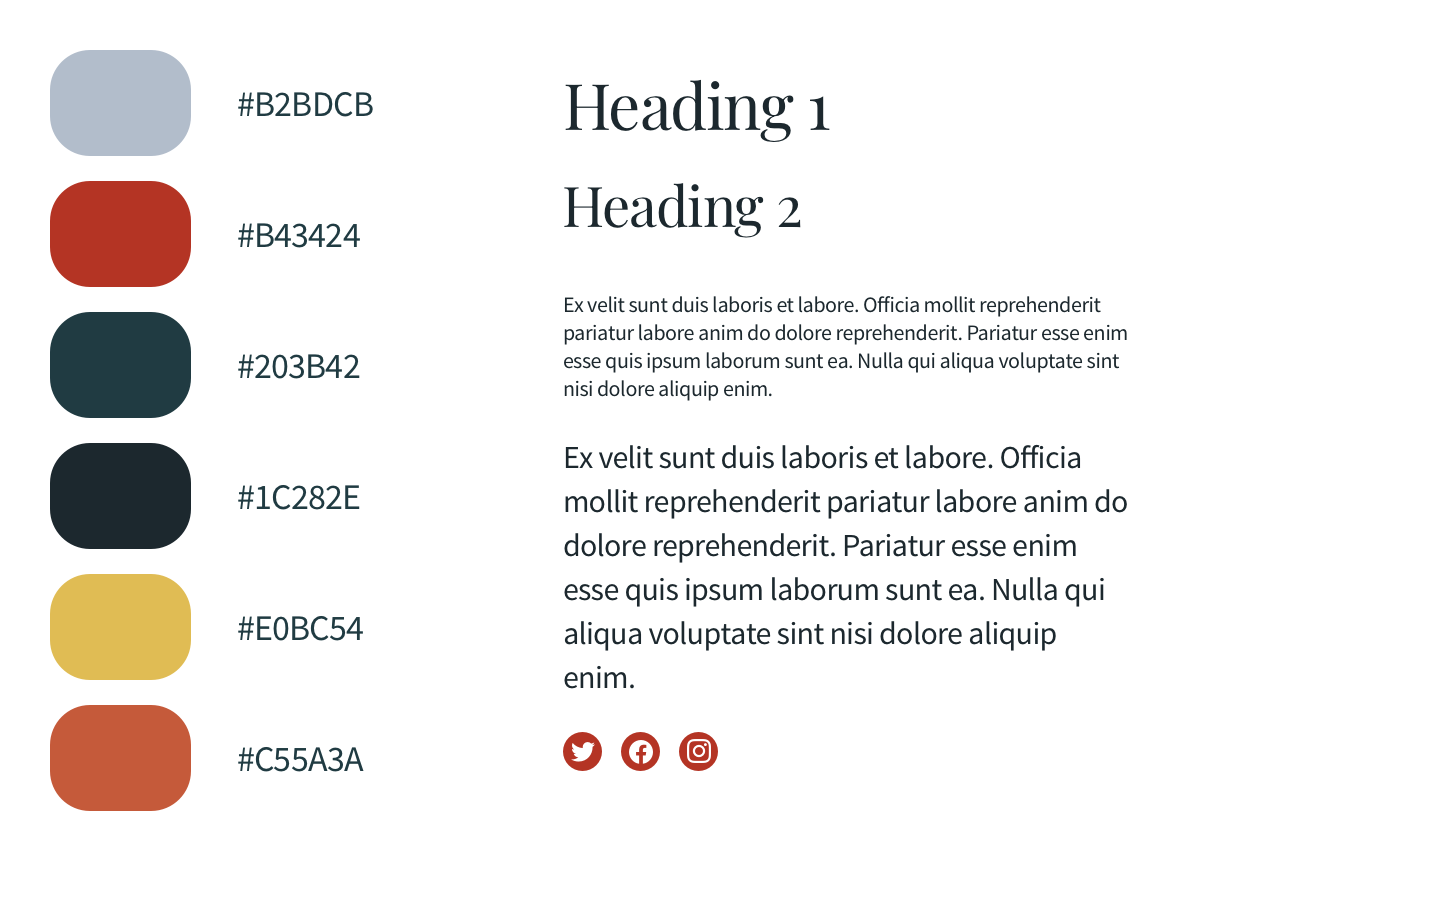 #B2BDCB
#B43424
#203B42
#1C282E
#E0BC54
#C55A3A
Heading 1
Heading 2
Ex velit sunt duis laboris et labore. Officia mollit reprehenderit
pariatur labore anim do dolore reprehenderit. Pariatur esse enim
esse quis ipsum laborum sunt ea. Nulla qui aliqua voluptate sint
nisi dolore aliquip enim.
Ex velit sunt duis laboris et labore. Officia
mollit reprehenderit pariatur labore anim do
dolore reprehenderit. Pariatur esse enim
esse quis ipsum laborum sunt ea. Nulla qui
aliqua voluptate sint nisi dolore aliquip
enim.